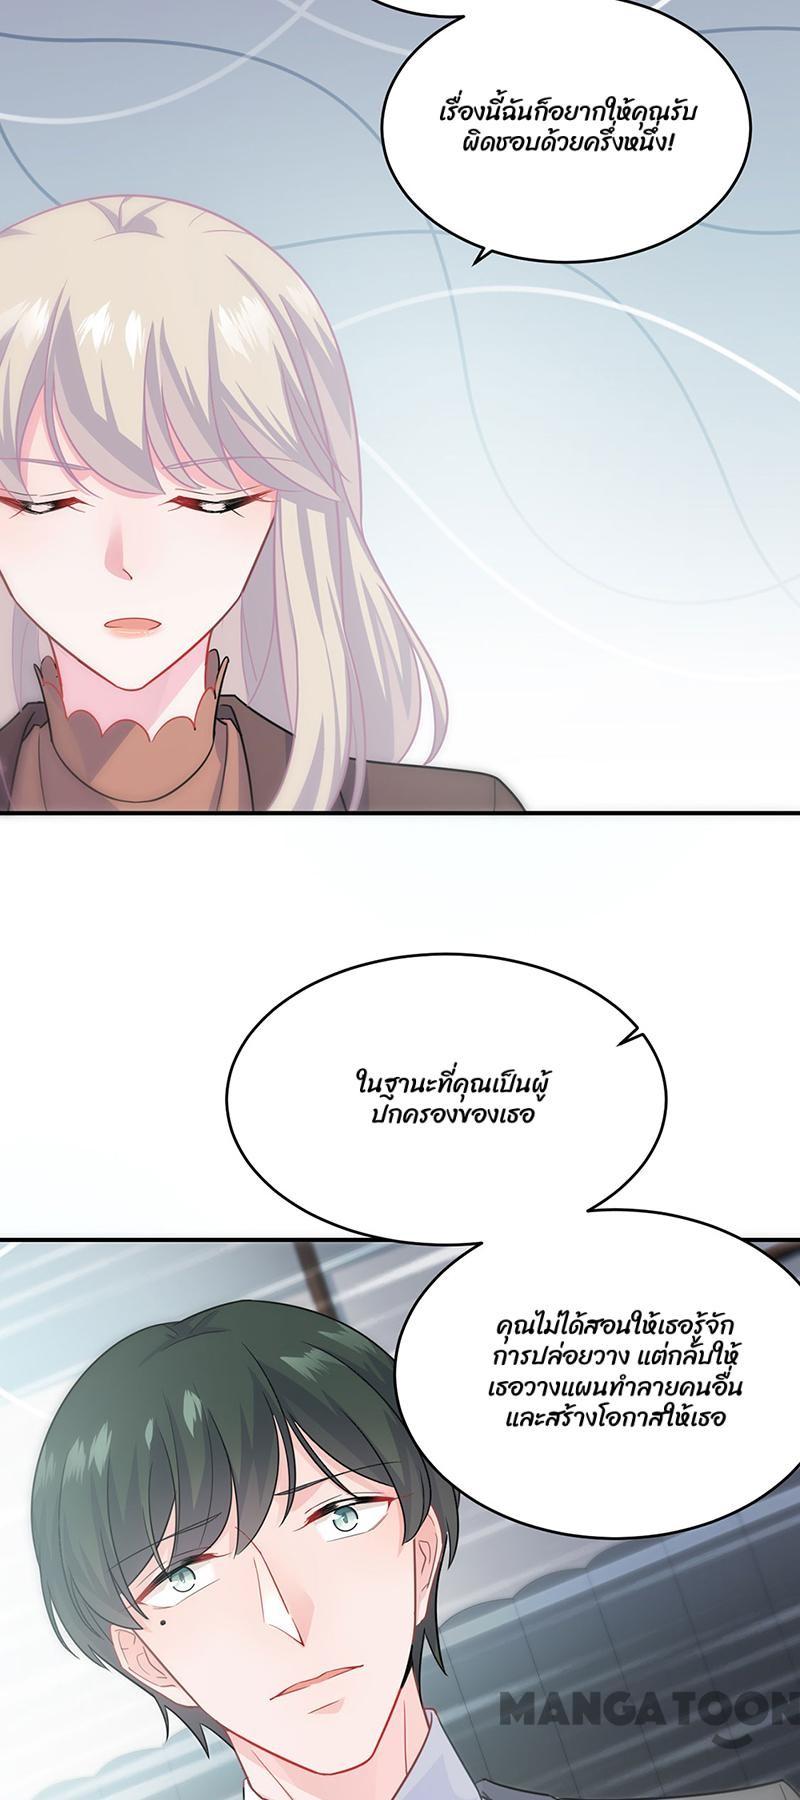 เรื่องนี้ฉันก็อยากให้คุณรับ
ผิดชอบด้วยครึ่งหนึ่ง!
ในฐานะที่คุณเป็นผู้
ปกครองของเธอ
คุณไม่ได้สอนให้เธอรู้จัก
การปล่อยวาง แต่กลับให้
เธอวางแผนทำลายคนอื่น
และสร้างโอกาสให้เธอ
MANGATOON